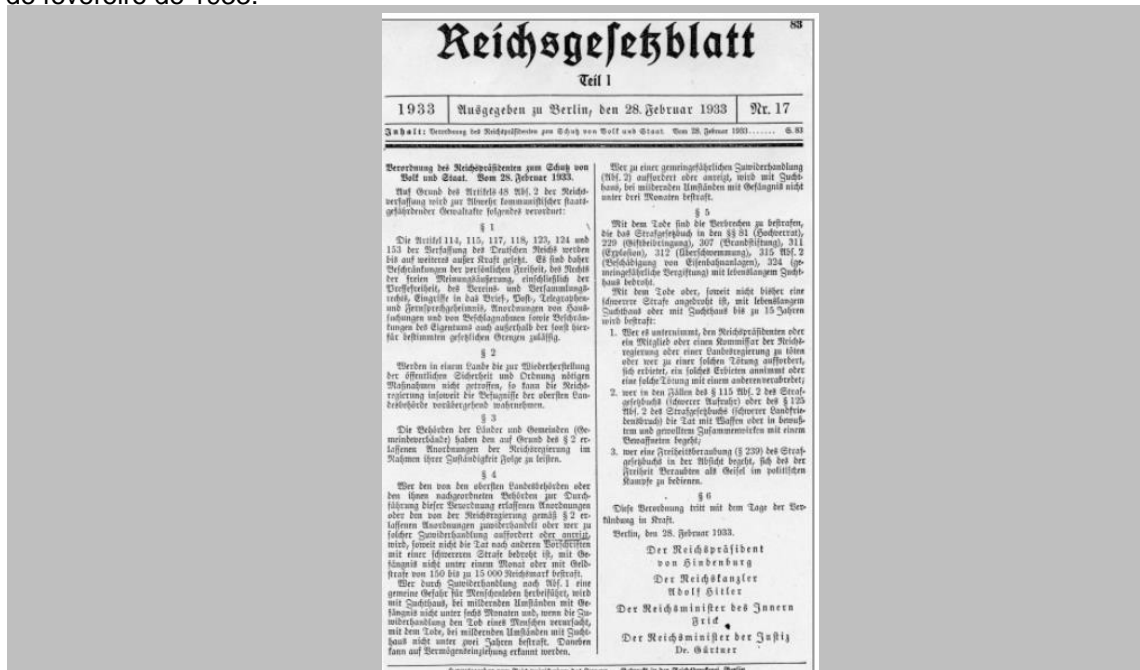 de fevereiro de 1933.
83
Reichsgesetzblatt
Teil I
1933 Ausgegeben zu Berlin, den 28. Februar 1933 Nr. 17
Inhalt: Verordnung des Reichspräsidenten zum Schutz von Volk und Staat. Vom 28. Februar 1933....... S. 83
Verordnung des Reichspräsidenten zum Schutz von
Volk und Staat. Vom 28. Februar 1933.
Auf Grund des Artikels 48 Abs. 2 der Reichs-
verfassung wird zur Abwehr kommunistischer staats-
gefährdender Gewaltakte folgendes verordnet:
§ 1
Die Artikel 114, 115, 117, 118, 123, 124 und
153 der Verfassung des Deutschen Reichs werden
bis auf weiteres außer Kraft gesetzt. Es sind daher
Beschränkungen der persönlichen Freiheit, des Rechts
der freien Meinungsäußerung, einschließlich der
Pressefreiheit, des Vereins- und Versammlungs-
rechts, Eingriffe in das Brief-, Post-, Telegraphen-
und Fernsprechgeheimnis, Anordnungen von Haus-
suchungen und von Beschlagnahmen sowie Beschrän-
kungen des Eigentums auch außerhalb der sonst hier-
für bestimmten gesetzlichen Grenzen zulässig.
§ 2
Werden in einem Lande die zur Wiederherstellung
der öffentlichen Sicherheit und Ordnung nötigen
Maßnahmen nicht getroffen, so kann die Reichs-
regierung insoweit die Befugnisse der obersten Lan-
desbehörde vorübergehend wahrnehmen.
§ 3
Die Behörden der Länder und Gemeinden (Ge-
meindeverbände) haben den auf Grund des § 2 er-
lassenen Anordnungen der Reichsregierung im
Rahmen ihrer Zuständigkeit Folge zu leisten.
§ 4
Wer den von den obersten Landesbehörden oder
den ihnen nachgeordneten Behörden zur Durch-
führung dieser Verordnung erlassenen Anordnungen
oder den von der Reichsregierung gemäß § 2 er-
lassenen Anordnungen zuwiderhandelt oder wer zu
solcher Zuwiderhandlung auffordert oder anreizt,
wird, soweit nicht die Tat nach anderen Vorschriften
mit einer schwereren Strafe bedroht ist, mit Ge-
fängnis nicht unter einem Monat oder mit Geld-
strafe von 150 bis zu 15 000 Reichsmark bestraft.
Wer durch Zuwiderhandlung nach Abs. 1 eine
gemeine Gefahr für Menschenleben herbeiführt, wird
mit Zuchthaus, bei mildernden Umständen mit Ge-
fängnis nicht unter sechs Monaten und, wenn die Zu-
widerhandlung den Tod eines Menschen verursacht,
mit dem Tode, bei mildernden Umständen mit Zucht-
haus nicht unter zwei Jahren bestraft. Daneben
kann auf Vermögenseinziehung erkannt werden.
Wer zu einer gemeingefährlichen Zuwiderhandlung
(Abs. 2) auffordert oder anreizt, wird mit Zucht-
haus, bei mildernden Umständen mit Gefängnis nicht
unter drei Monaten bestraft.
§ 5
Mit dem Tode sind die Verbrechen zu bestrafen,
die das Strafgesetzbuch in den §§ 81 (Hochverrat),
229 (Giftbeibringung), 307 (Brandstiftung), 311
(Explosion), 312 (Überschwemmung), 315 Abs. 2
(Beschädigung von Eisenbahnanlagen), 324 (ge-
meingefährliche Vergiftung) mit lebenslangem Zucht-
haus bedroht.
Mit dem Tode oder, soweit nicht bisher eine
schwerere Strafe angedroht ist, mit lebenslangem
Zuchthaus oder mit Zuchthaus bis zu 15 Jahren
wird bestraft:
1. Wer es unternimmt, den Reichspräsidenten oder
ein Mitglied oder einen Kommissar der Reichs-
regierung oder einer Landesregierung zu töten
oder wer zu einer solchen Tötung auffordert,
sich erbietet, ein solches Erbieten annimmt oder
eine solche Tötung mit einem anderen verabredet;
2. wer in den Fällen des § 115 Abs. 2 des Straf-
gesetzbuchs (schwerer Aufruhr) oder des § 125
Abs. 2 des Strafgesetzbuchs (schwerer Landfrie-
densbruch) die Tat mit Waffen oder in bewuß-
tem und gewolltem Zusammenwirken mit einem
Bewaffneten begeht;
3. wer eine Freiheitsberaubung (§ 239) des Straf-
gesetzbuchs in der Absicht begeht, sich des der
Freiheit Beraubten als Geisel im politischen
Kampfe zu bedienen.
§ 6
Diese Verordnung tritt mit dem Tage der Ver-
kündung in Kraft.
Berlin, den 28. Februar 1933.
Der Reichspräsident
von Hindenburg
Der Reichskanzler
Adolf Hitler
Der Reichsminister des Innern
Frick
Der Reichsminister der Justiz
Dr. Gürtner